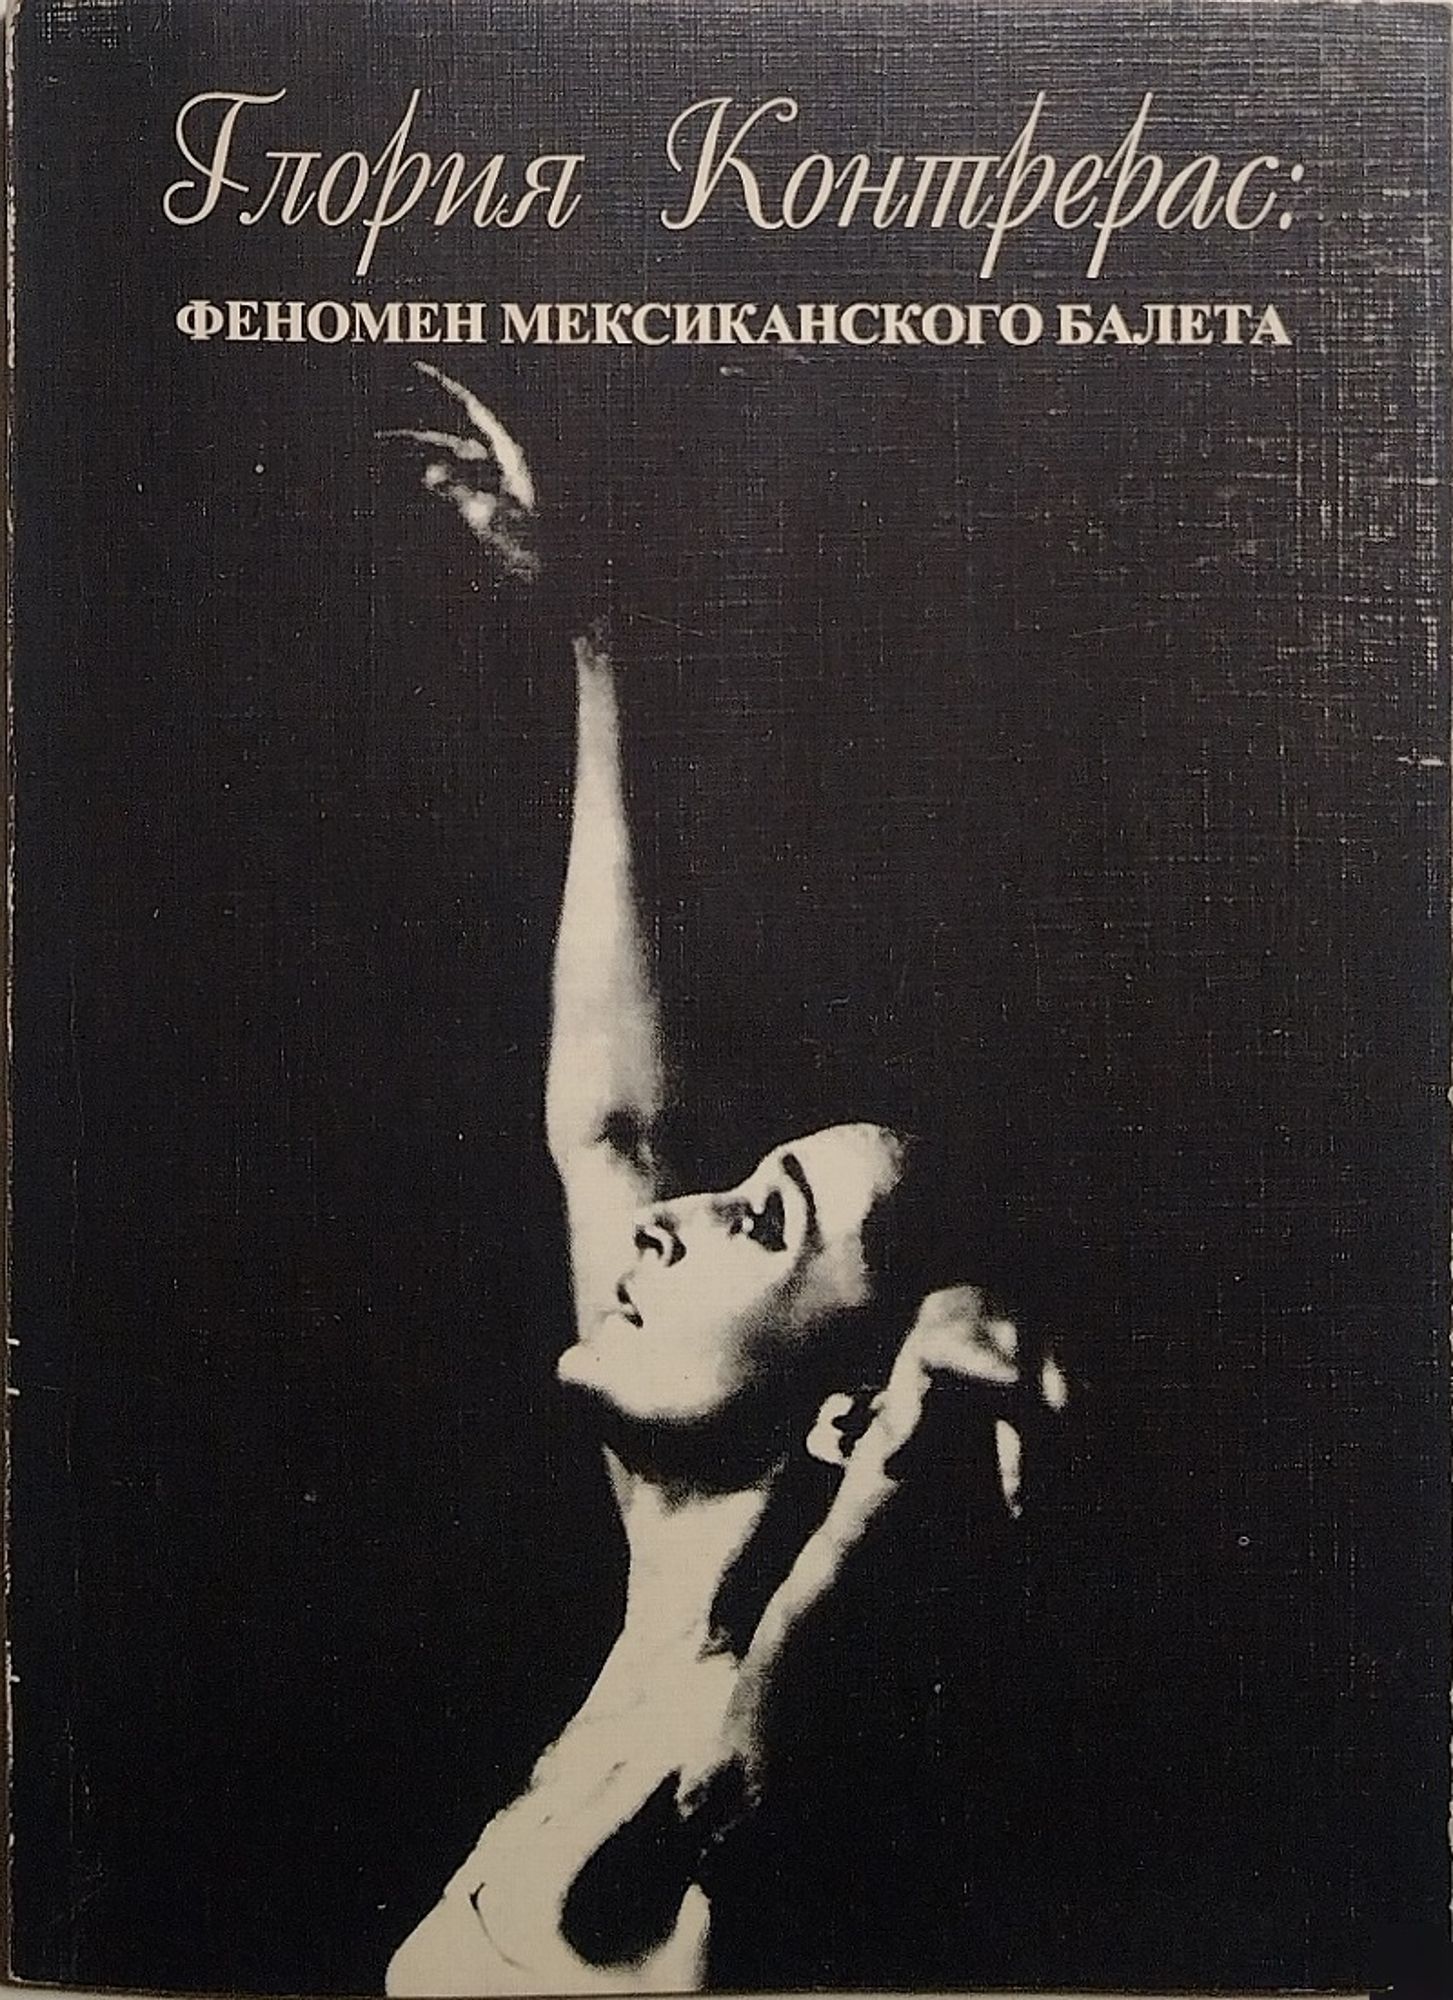 Глория Контрерас:
ФЕНОМЕН МЕКСИКАНСКОГО БАЛЕТА